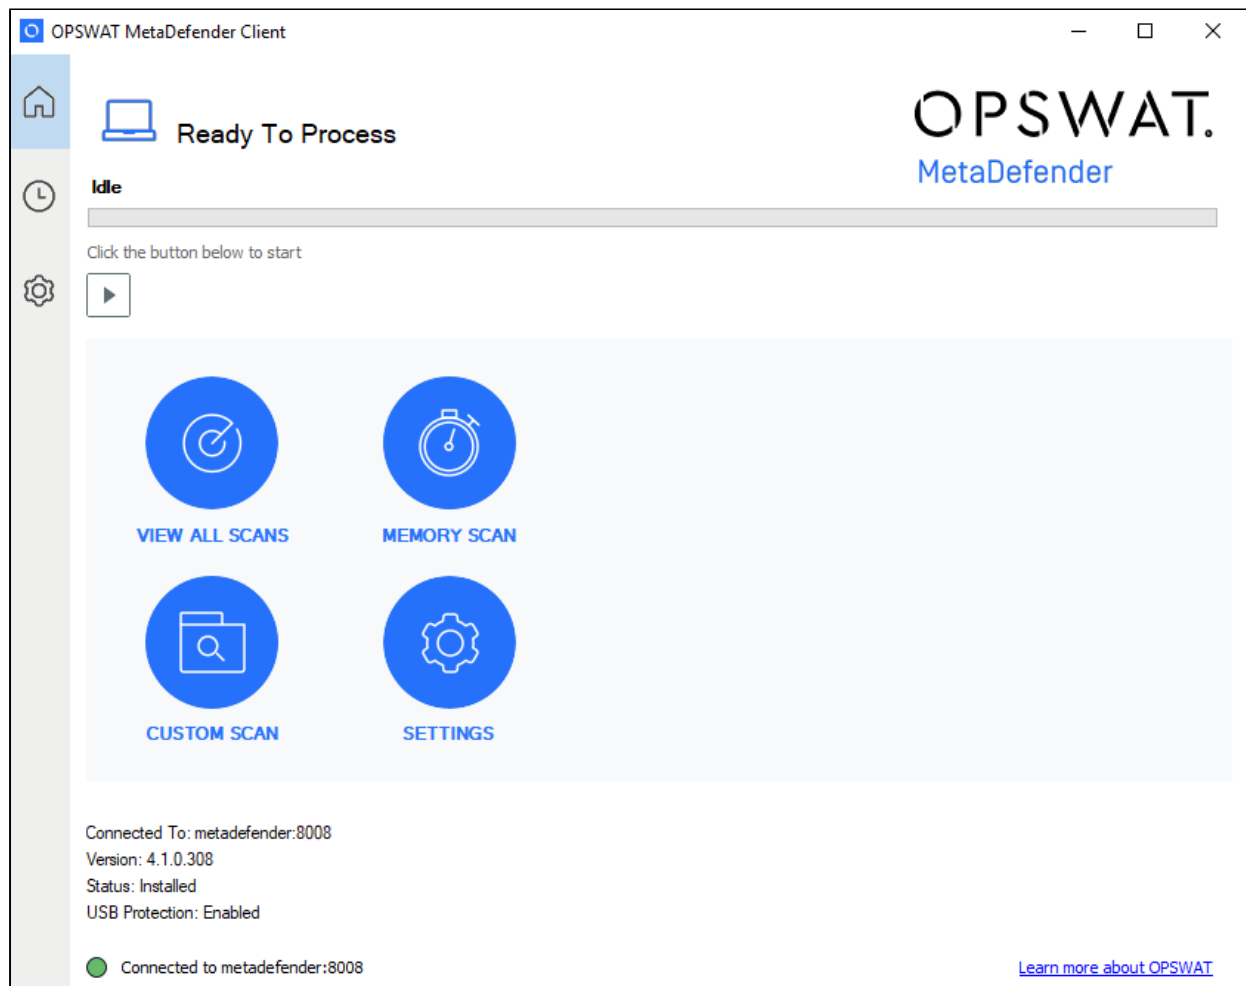 OPSWAT MetaDefender Client
Ready To Process
OPSWAT.
MetaDefender
Idle
Click the button below to start
VIEW ALL SCANS
MEMORY SCAN
CUSTOM SCAN
SETTINGS
Connected To: metadefender:8008
Version: 4.1.0.308
Status: Installed
USB Protection: Enabled
Connected to metadefender:8008
Learn more about OPSWAT